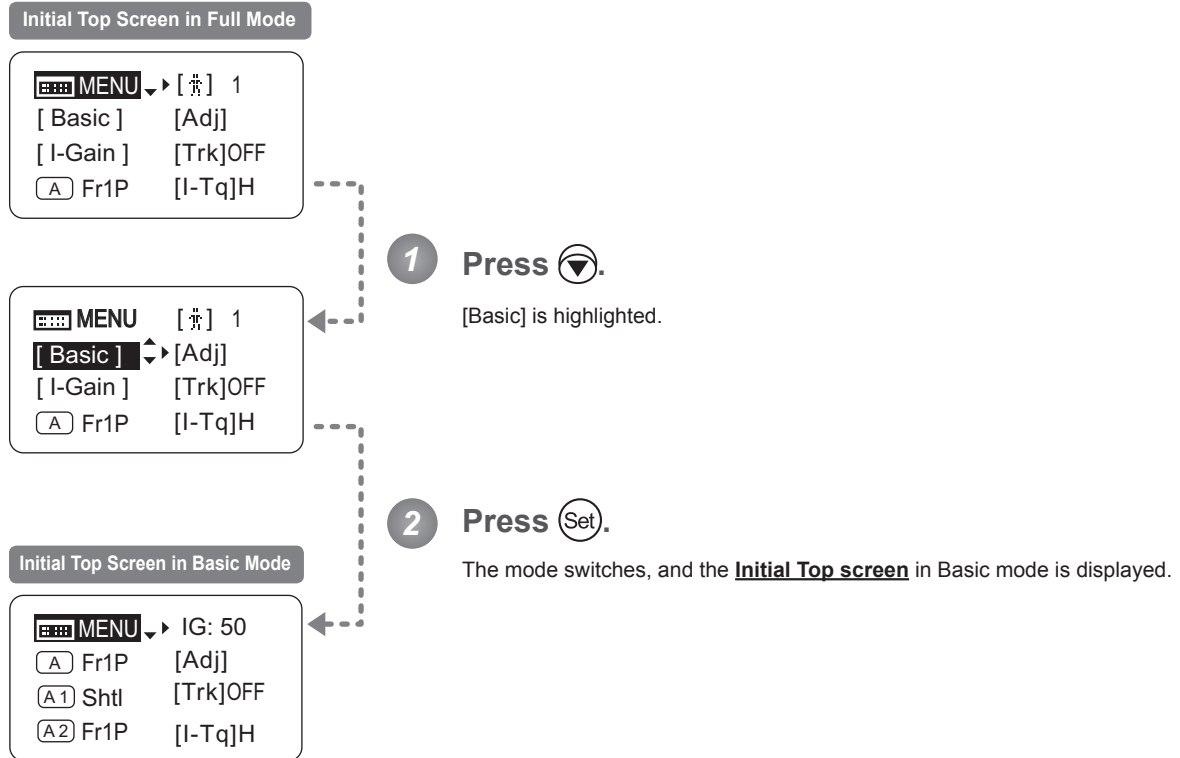 Initial Top Screen in Full Mode
MENU [ ] 1
[ Basic ] [Adj]
[ I-Gain ] [Trk]OFF
A Fr1P [I-Tq]H
1 Press .
[Basic] is highlighted.
MENU [ ] 1
[ Basic ] [Adj]
[ I-Gain ] [Trk]OFF
A Fr1P [I-Tq]H
2 Press Set.
The mode switches, and the Initial Top screen in Basic mode is displayed.
Initial Top Screen in Basic Mode
MENU IG: 50
A Fr1P [Adj]
A1 Shtl [Trk]OFF
A2 Fr1P [I-Tq]H